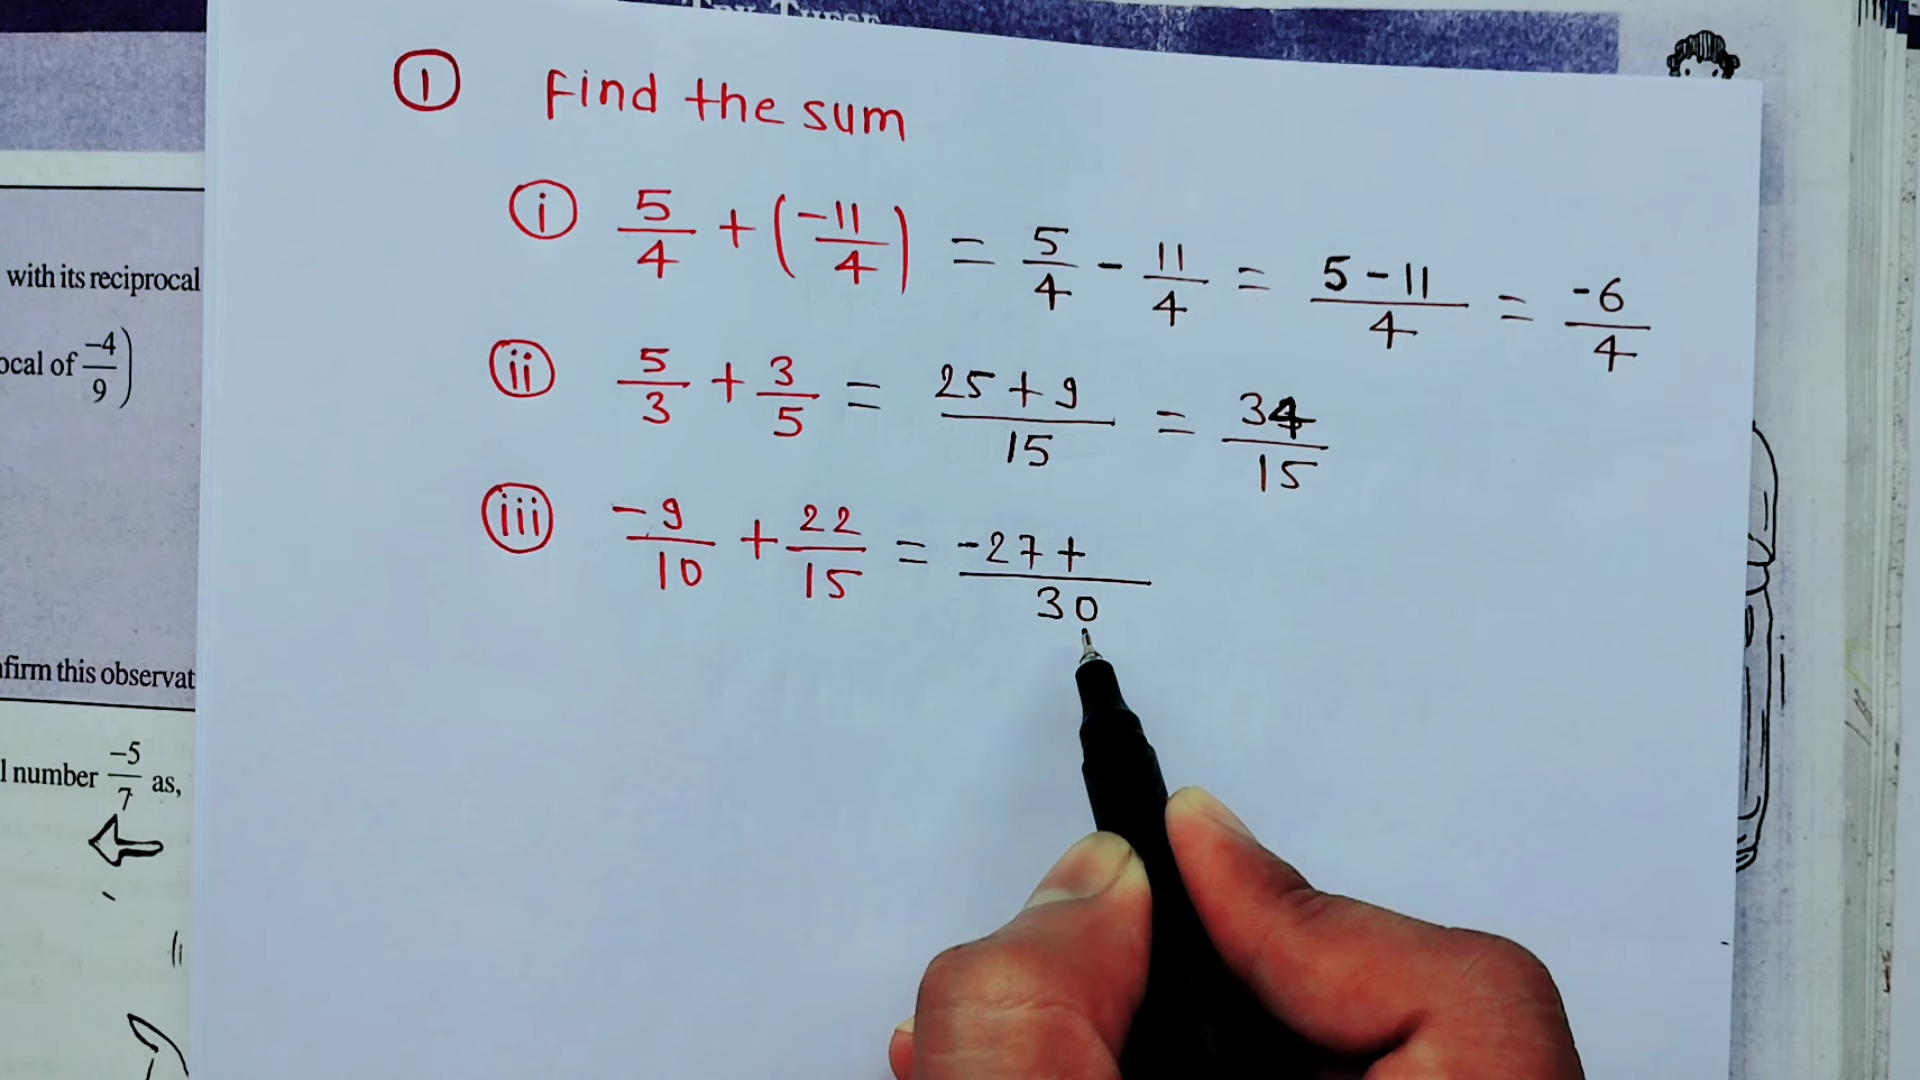 ① Find the sum
ⓘ 5/4 + (-11/4) = 5/4 - 11/4 = 5-11/4 = -6/4
ⓘⓘ 5/3 + 3/5 = 25+9/15 = 34/15
ⓘⓘⓘ -9/10 + 22/15 = -27+/30
with its reciprocal
ocal of -4/9)
firm this observat
l number -5/7 as,